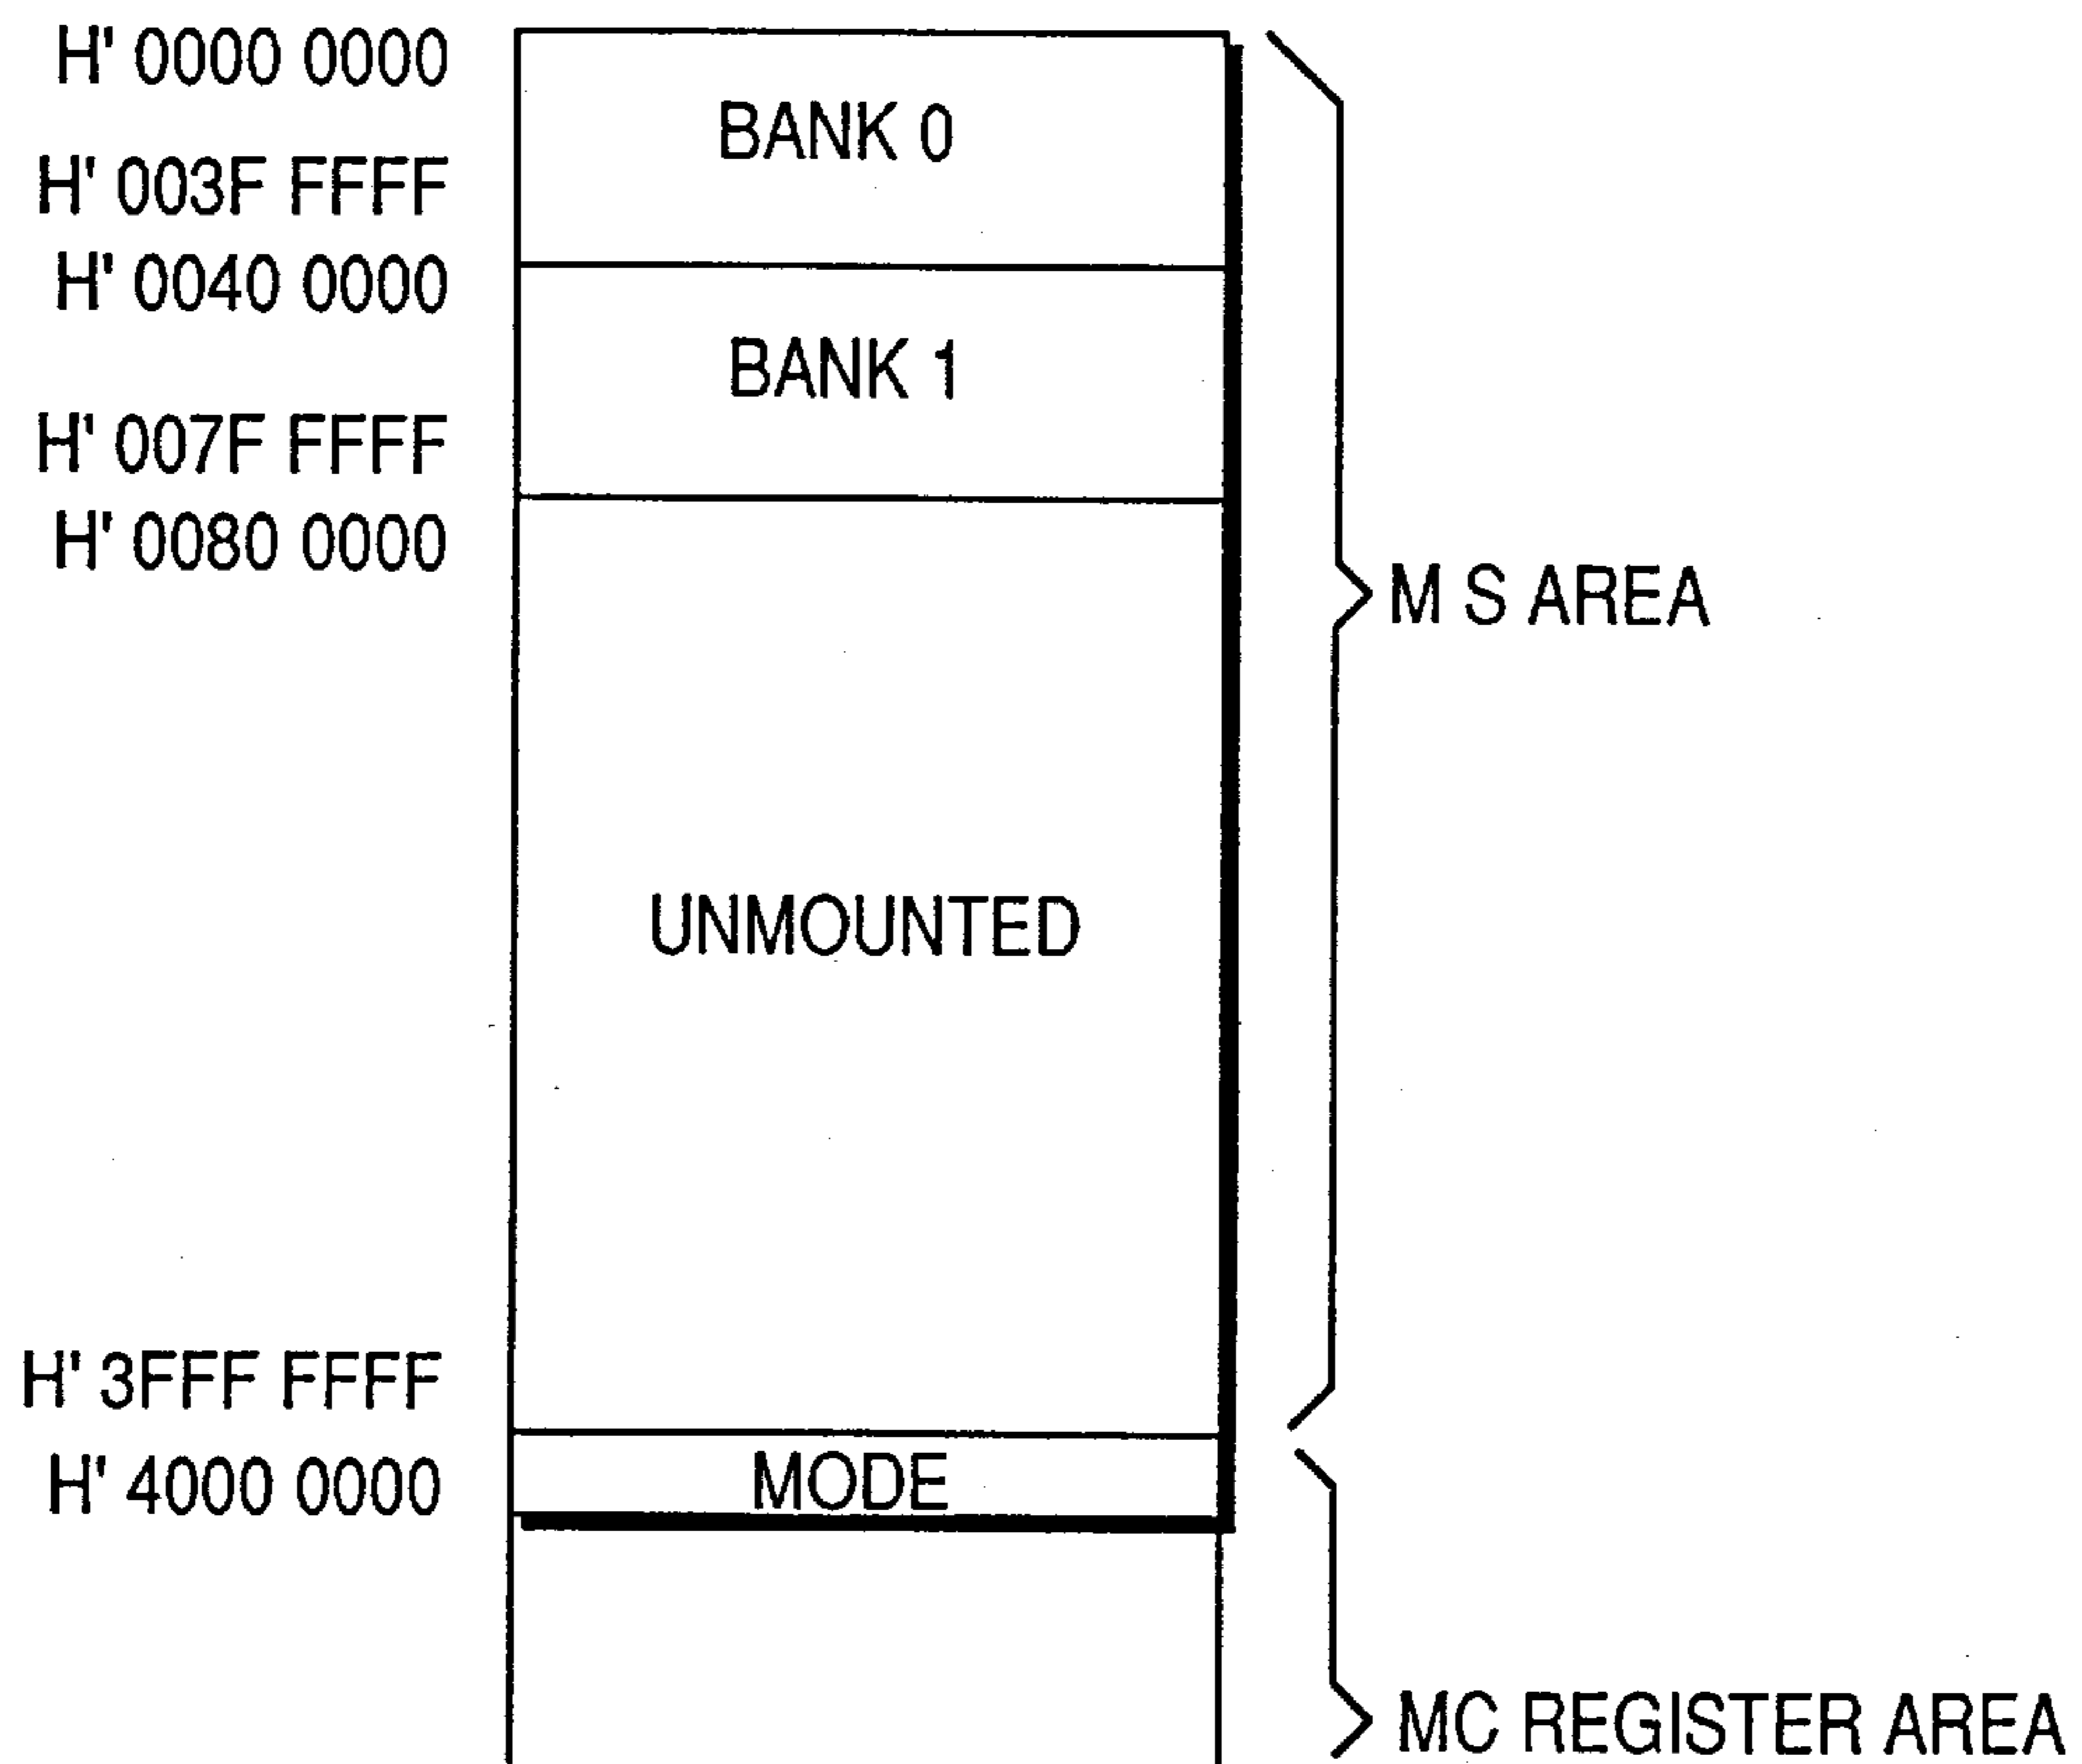 H' 0000 0000
BANK 0
H' 003F FFFF
H' 0040 0000
BANK 1
H' 007F FFFF
H' 0080 0000
M S AREA
UNMOUNTED
H' 3FFF FFFF
H' 4000 0000
MODE
MC REGISTER AREA